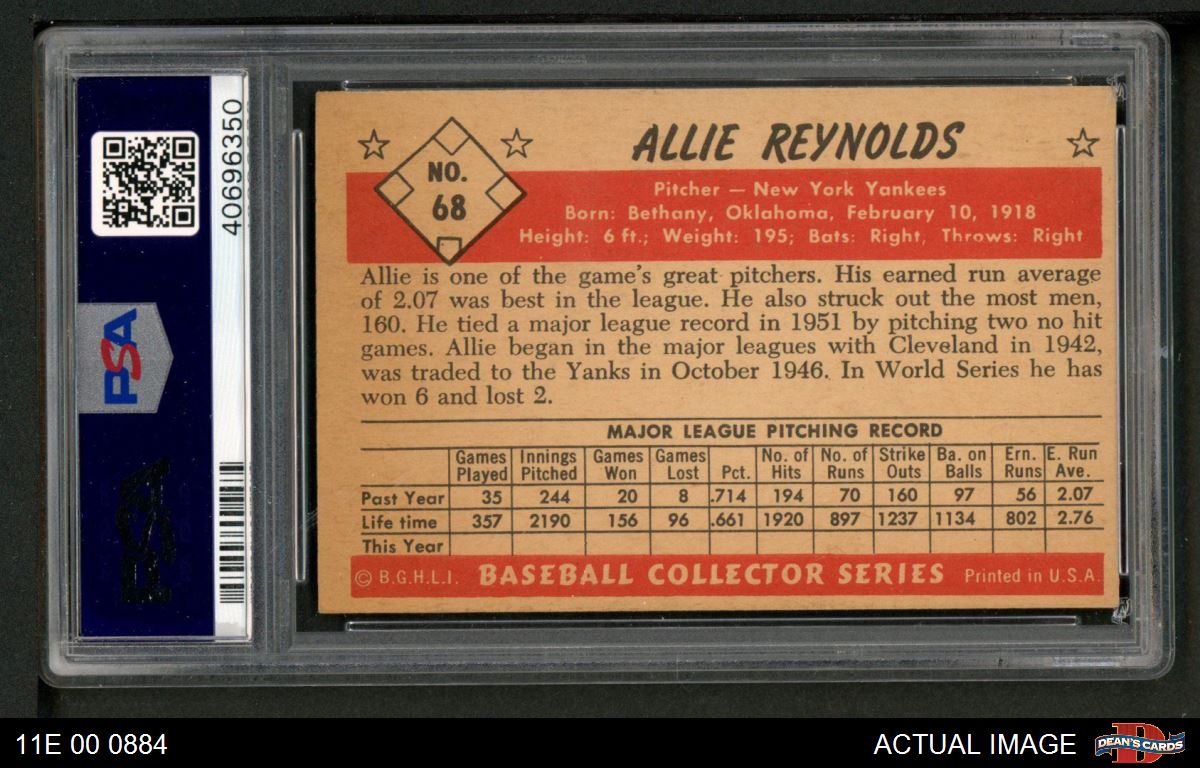 40696350
PSA
PSA
NO.
68
ALLIE REYNOLDS
Pitcher — New York Yankees
Born: Bethany, Oklahoma, February 10, 1918
Height: 6 ft.; Weight: 195; Bats: Right, Throws: Right
Allie is one of the game's great pitchers. His earned run average
of 2.07 was best in the league. He also struck out the most men,
160. He tied a major league record in 1951 by pitching two no hit
games. Allie began in the major leagues with Cleveland in 1942,
was traded to the Yanks in October 1946. In World Series he has
won 6 and lost 2.
MAJOR LEAGUE PITCHING RECORD
Games Played Innings Pitched Games Won Games Lost Pct. No. of Hits No. of Runs Strike Outs Ba. on Balls Ern. Runs E. Run Ave.
Past Year 35 244 20 8 .714 194 70 160 97 56 2.07
Life time 357 2190 156 96 .661 1920 897 1237 1134 802 2.76
This Year
© B.G.H.L.I. BASEBALL COLLECTOR SERIES Printed in U.S.A
11E 00 0884
ACTUAL IMAGE
D
DEAN'S CARDS